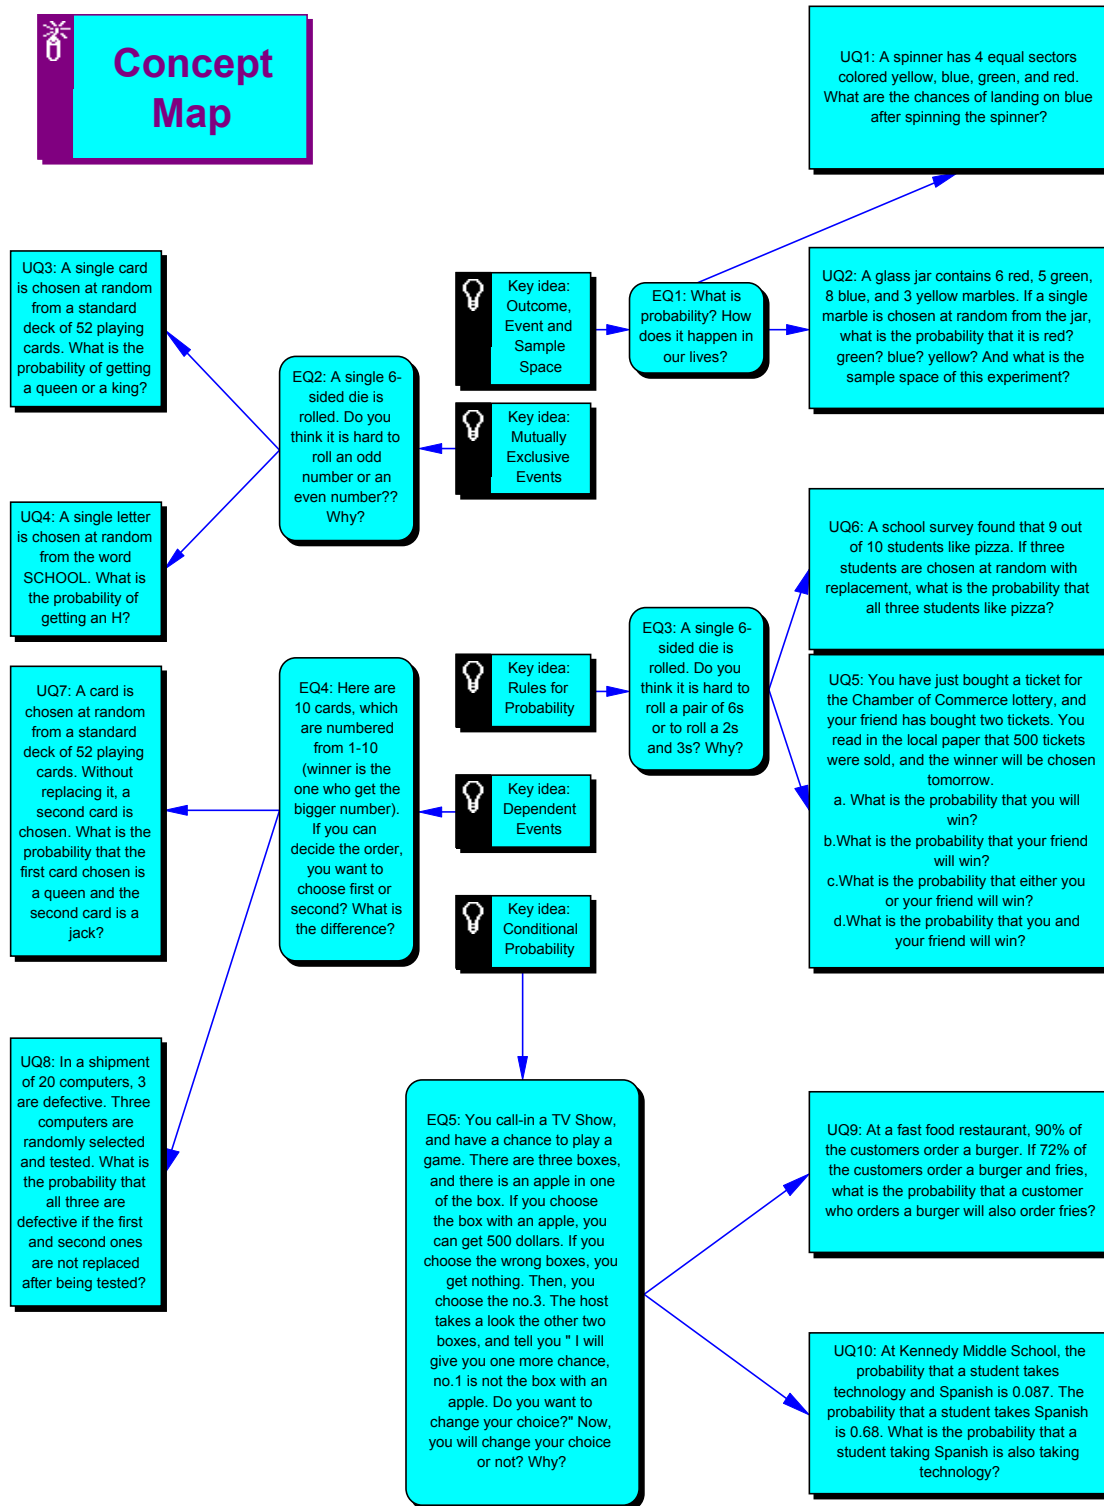 Concept
Map
UQ1: A spinner has 4 equal sectors
colored yellow, blue, green, and red.
What are the chances of landing on blue
after spinning the spinner?
UQ3: A single card
is chosen at random
from a standard
deck of 52 playing
cards. What is the
probability of getting
a queen or a king?
EQ2: A single 6-
sided die is
rolled. Do you
think it is hard to
roll an odd
number or an
even number??
Why?
Key idea:
Outcome,
Event and
Sample
Space
EQ1: What is
probability? How
does it happen in
our lives?
UQ2: A glass jar contains 6 red, 5 green,
8 blue, and 3 yellow marbles. If a single
marble is chosen at random from the jar,
what is the probability that it is red?
green? blue? yellow? And what is the
sample space of this experiment?
Key idea:
Mutually
Exclusive
Events
UQ4: A single letter
is chosen at random
from the word
SCHOOL. What is
the probability of
getting an H?
UQ6: A school survey found that 9 out
of 10 students like pizza. If three
students are chosen at random with
replacement, what is the probability that
all three students like pizza?
UQ7: A card is
chosen at random
from a standard
deck of 52 playing
cards. Without
replacing it, a
second card is
chosen. What is the
probability that the
first card chosen is
a queen and the
second card is a
jack?
EQ4: Here are
10 cards, which
are numbered
from 1-10
(winner is the
one who get the
bigger number).
If you can
decide the order,
you want to
choose first or
second? What is
the difference?
Key idea:
Rules for
Probability
EQ3: A single 6-
sided die is
rolled. Do you
think it is hard to
roll a pair of 6s
or to roll a 2s
and 3s? Why?
UQ5: You have just bought a ticket for
the Chamber of Commerce lottery, and
your friend has bought two tickets. You
read in the local paper that 500 tickets
were sold, and the winner will be chosen
tomorrow.
a. What is the probability that you will
win?
b.What is the probability that your friend
will win?
c.What is the probability that either you
or your friend will win?
d.What is the probability that you and
your friend will win?
Key idea:
Dependent
Events
Key idea:
Conditional
Probability
UQ8: In a shipment
of 20 computers, 3
are defective. Three
computers are
randomly selected
and tested. What is
the probability that
all three are
defective if the first
and second ones
are not replaced
after being tested?
EQ5: You call-in a TV Show,
and have a chance to play a
game. There are three boxes,
and there is an apple in one
of the box. If you choose
the box with an apple, you
can get 500 dollars. If you
choose the wrong boxes, you
get nothing. Then, you
choose the no.3. The host
takes a look the other two
boxes, and tell you " I will
give you one more chance,
no.1 is not the box with an
apple. Do you want to
change your choice?" Now,
you will change your choice
or not? Why?
UQ9: At a fast food restaurant, 90% of
the customers order a burger. If 72% of
the customers order a burger and fries,
what is the probability that a customer
who orders a burger will also order fries?
UQ10: At Kennedy Middle School, the
probability that a student takes
technology and Spanish is 0.087. The
probability that a student takes Spanish
is 0.68. What is the probability that a
student taking Spanish is also taking
technology?